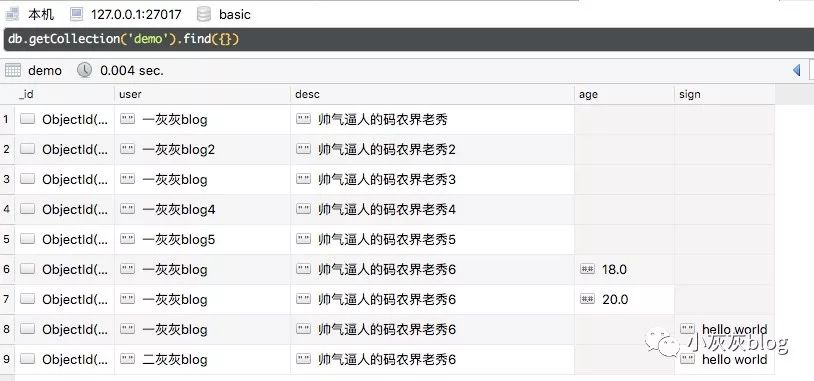 本机 127.0.0.1:27017 basic
db.getCollection('demo').find({})
demo 0.004 sec.
_id user desc age sign
1 ObjectId(... "" 一灰灰blog "" 帅气逼人的码农界老秀
2 ObjectId(... "" 一灰灰blog2 "" 帅气逼人的码农界老秀2
3 ObjectId(... "" 一灰灰blog "" 帅气逼人的码农界老秀3
4 ObjectId(... "" 一灰灰blog4 "" 帅气逼人的码农界老秀4
5 ObjectId(... "" 一灰灰blog5 "" 帅气逼人的码农界老秀5
6 ObjectId(... "" 一灰灰blog "" 帅气逼人的码农界老秀6 ## 18.0
7 ObjectId(... "" 一灰灰blog "" 帅气逼人的码农界老秀6 ## 20.0
8 ObjectId(... "" 一灰灰blog "" 帅气逼人的码农界老秀6 "" hello world
小灰灰blog
9 ObjectId(... "" 二灰灰blog "" 帅气逼人的码农界老秀6 "" hello world